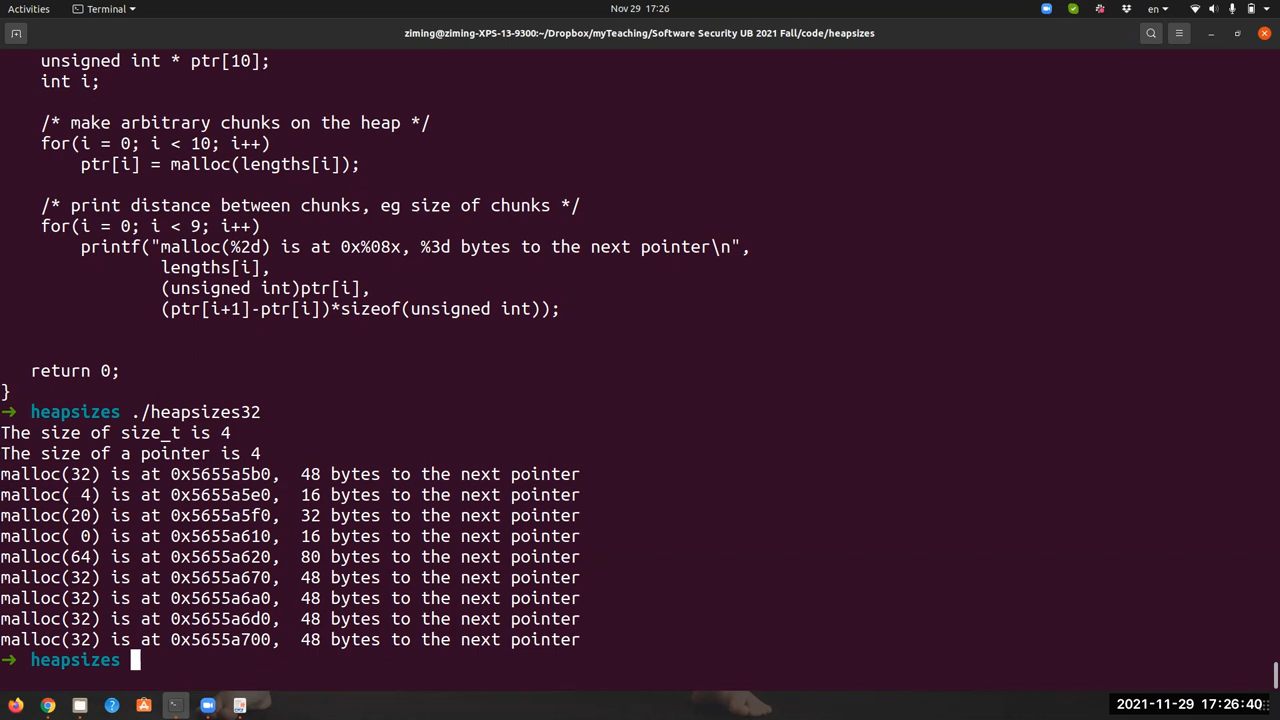 Activities
Terminal
Nov 29 17:26
en
ziming@ziming-XPS-13-9300:~/Dropbox/myTeaching/Software Security UB 2021 Fall/code/heapsizes
unsigned int * ptr[10];
int i;
/* make arbitrary chunks on the heap */
for(i = 0; i < 10; i++)
ptr[i] = malloc(lengths[i]);
/* print distance between chunks, eg size of chunks */
for(i = 0; i < 9; i++)
printf("malloc(%2d) is at 0x%08x, %3d bytes to the next pointer\n",
lengths[i],
(unsigned int)ptr[i],
(ptr[i+1]-ptr[i])*sizeof(unsigned int));
return 0;
}
➜ heapsizes ./heapsizes32
The size of size_t is 4
The size of a pointer is 4
malloc(32) is at 0x5655a5b0,  48 bytes to the next pointer
malloc( 4) is at 0x5655a5e0,  16 bytes to the next pointer
malloc(20) is at 0x5655a5f0,  32 bytes to the next pointer
malloc( 0) is at 0x5655a610,  16 bytes to the next pointer
malloc(64) is at 0x5655a620,  80 bytes to the next pointer
malloc(32) is at 0x5655a670,  48 bytes to the next pointer
malloc(32) is at 0x5655a6a0,  48 bytes to the next pointer
malloc(32) is at 0x5655a6d0,  48 bytes to the next pointer
malloc(32) is at 0x5655a700,  48 bytes to the next pointer
➜ heapsizes
2021-11-29 17:26:40